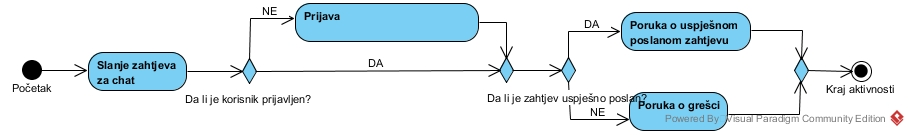 NE
Prijava
DA
Poruka o uspješnom
poslanom zahtjevu
Slanje zahtjeva
za chat
DA
Početak
Da li je korisnik prijavljen?
Da li je zahtjev uspješno poslan?
Kraj aktivnosti
Poruka o grešci
NE
Powered By Visual Paradigm Community Edition